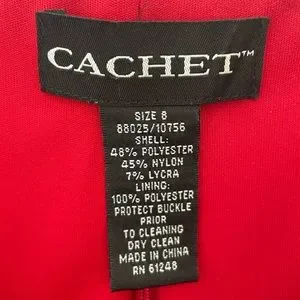 CACHET™
SIZE 8
88025/10756
SHELL:
48% POLYESTER
45% NYLON
7% LYCRA
LINING:
100% POLYESTER
PROTECT BUCKLE
PRIOR
TO CLEANING
DRY CLEAN
MADE IN CHINA
RN 61248